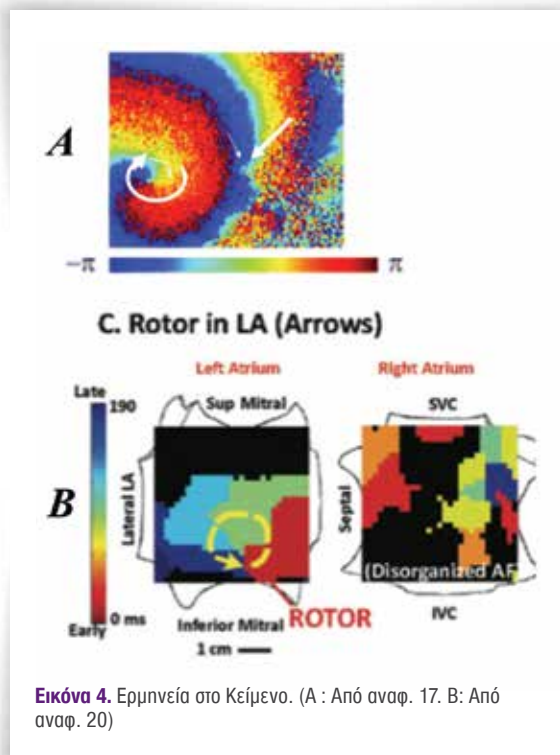 A
−π
π
C. Rotor in LA (Arrows)
Left Atrium
Right Atrium
Late
190
Sup Mitral
SVC
B
Lateral LA
Septal
(Disorganized AF
0 ms
Early
Inferior Mitral
ROTOR
IVC
1 cm
Εικόνα 4. Ερμηνεία στο Κείμενο. (Α : Από αναφ. 17. Β: Από
αναφ. 20)